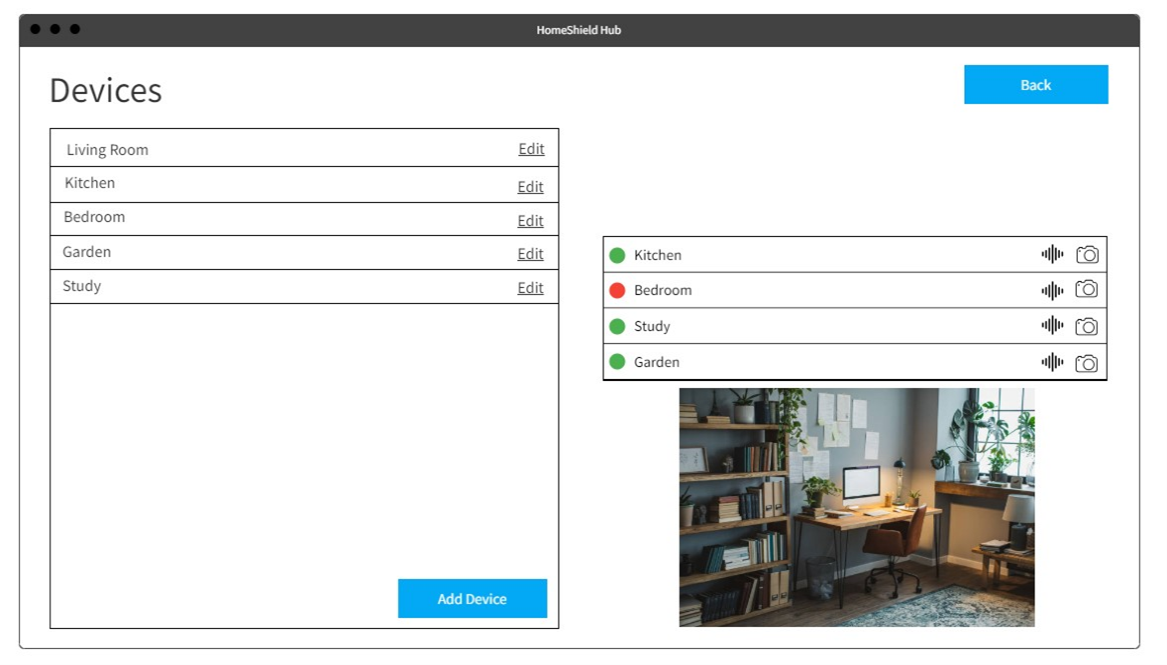 HomeShield Hub
Devices
Back
Living Room Edit
Kitchen Edit
Bedroom Edit
Garden Edit
Study Edit
Add Device
Kitchen
Bedroom
Study
Garden